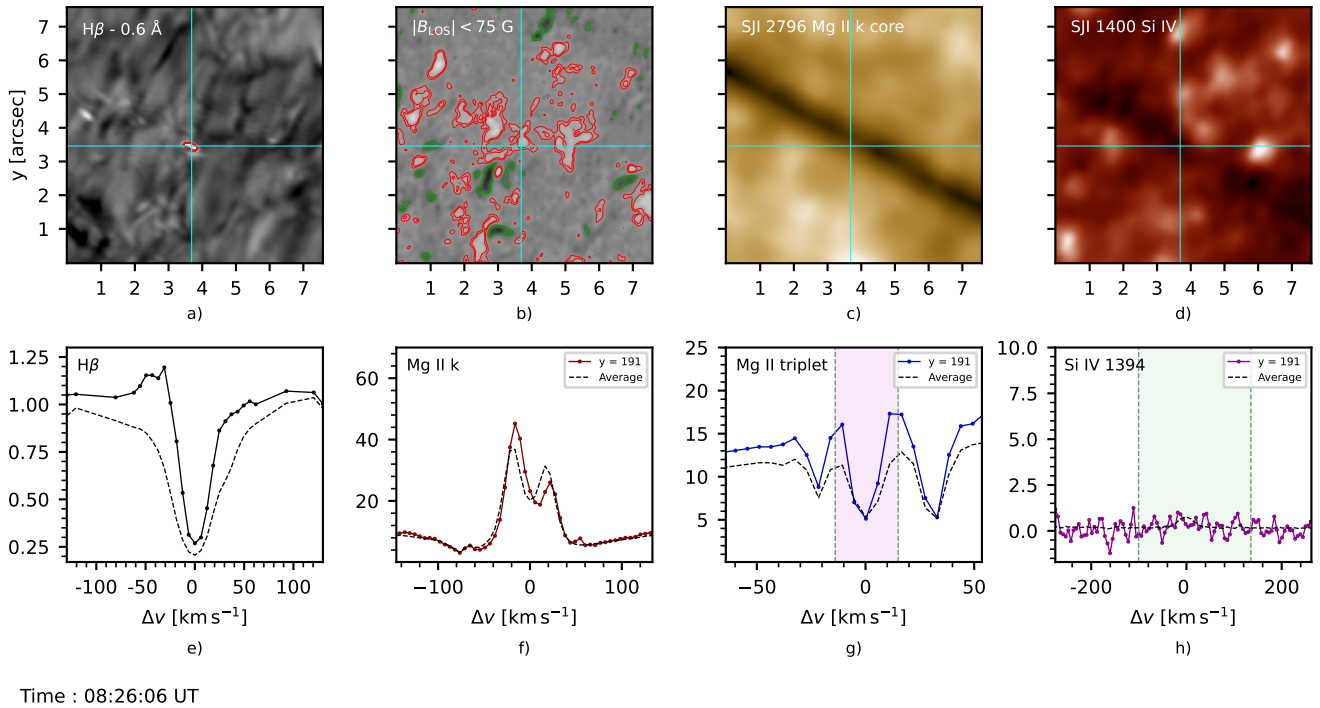 Hβ - 0.6 Å
|B_LOS| < 75 G
SJI 2796 Mg II k core
SJI 1400 Si IV
y [arcsec]
7
6
5
4
3
2
1
1 2 3 4 5 6 7
1 2 3 4 5 6 7
1 2 3 4 5 6 7
1 2 3 4 5 6 7
a)
b)
c)
d)
Hβ
1.25
1.00
0.75
0.50
0.25
-100 -50 0 50 100
Δv [km s⁻¹]
e)
Mg II k
y = 191
Average
60
40
20
−100 0 100
Δv [km s⁻¹]
f)
Mg II triplet
y = 191
Average
25
20
15
10
5
−50 0 50
Δv [km s⁻¹]
g)
Si IV 1394
y = 191
Average
10.0
7.5
5.0
2.5
0.0
-200 0 200
Δv [km s⁻¹]
h)
Time : 08:26:06 UT